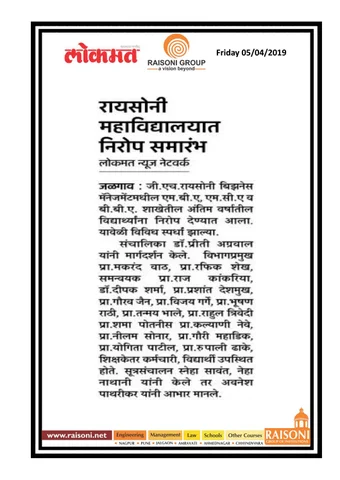 लोकमत
RAISONI GROUP
a vision beyond
Friday 05/04/2019
रायसोनी
महाविद्यालयात
निरोप समारंभ
लोकमत न्यूज नेटवर्क
जळगाव : जी.एच.रायसोनी बिझनेस
मॅनेजमेंटमधील एम.बी.ए, एम.सी.ए व
बी.बी.ए. शाखेतील अंतिम वर्षातील
विद्यार्थ्यांना निरोप देण्यात आला.
यावेळी विविध स्पर्धा झाल्या.
संचालिका डॉ.प्रीती अग्रवाल
यांनी मार्गदर्शन केले. विभागप्रमुख
प्रा.मकरंद वाठ, प्रा.रफिक शेख,
समन्वयक प्रा.राज कांकरिया,
डॉ.दीपक शर्मा, प्रा.प्रशांत देशमुख,
प्रा.गौरव जैन, प्रा.विजय गर्गे, प्रा.भूषण
राठी, प्रा.तन्मय भाले, प्रा.राहुल त्रिवेदी
प्रा.शमा पोतनीस प्रा.कल्याणी नेवे,
प्रा.नीलम सोनार, प्रा.गौरी महाडिक,
प्रा.योगिता पाटील, प्रा.रुपाली ढाके,
शिक्षकेतर कर्मचारी, विद्यार्थी उपस्थित
होते. सूत्रसंचालन स्नेहा सावंत, नेहा
नाथानी यांनी केले तर अवनेश
पाथरीकर यांनी आभार मानले.
www.raisoni.net Engineering Management Law Schools Other Courses RAISONI
• NAGPUR • PUNE • JALGAON • AMRAVATI • AHMEDNAGAR • CHHINDWARA